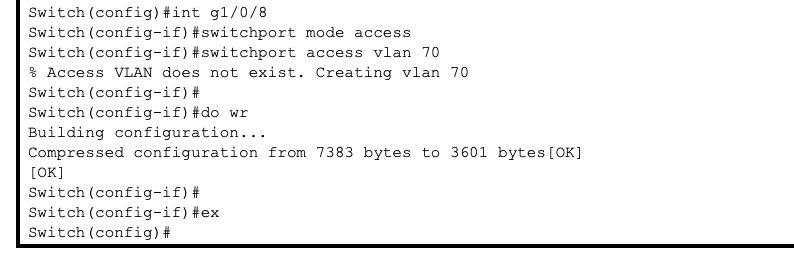 Switch(config)#int g1/0/8
Switch(config-if)#switchport mode access
Switch(config-if)#switchport access vlan 70
% Access VLAN does not exist. Creating vlan 70
Switch(config-if)#
Switch(config-if)#do wr
Building configuration...
Compressed configuration from 7383 bytes to 3601 bytes[OK]
[OK]
Switch(config-if)#
Switch(config-if)#ex
Switch(config)#